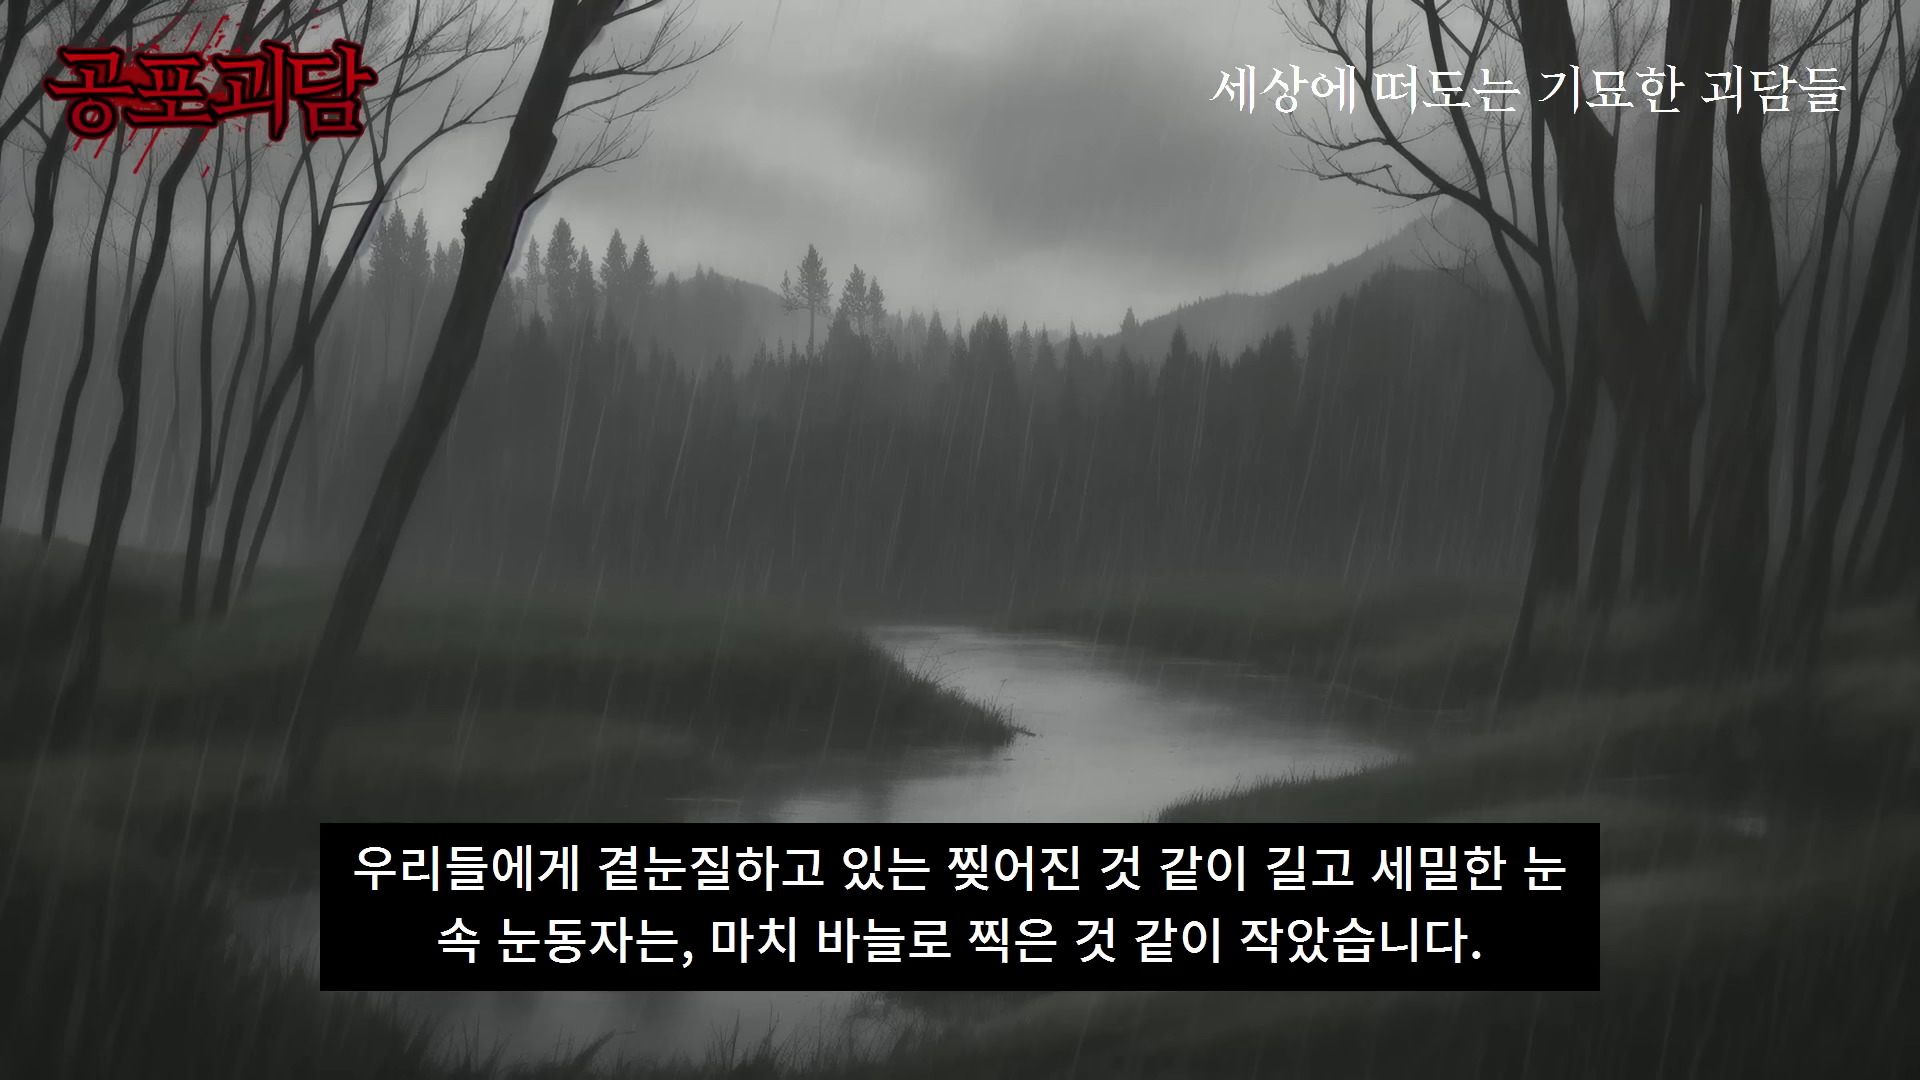 공포괴담
세상에 떠도는 기묘한 괴담들
우리들에게 곁눈질하고 있는 찢어진 것 같이 길고 세밀한 눈
속 눈동자는, 마치 바늘로 찍은 것 같이 작았습니다.